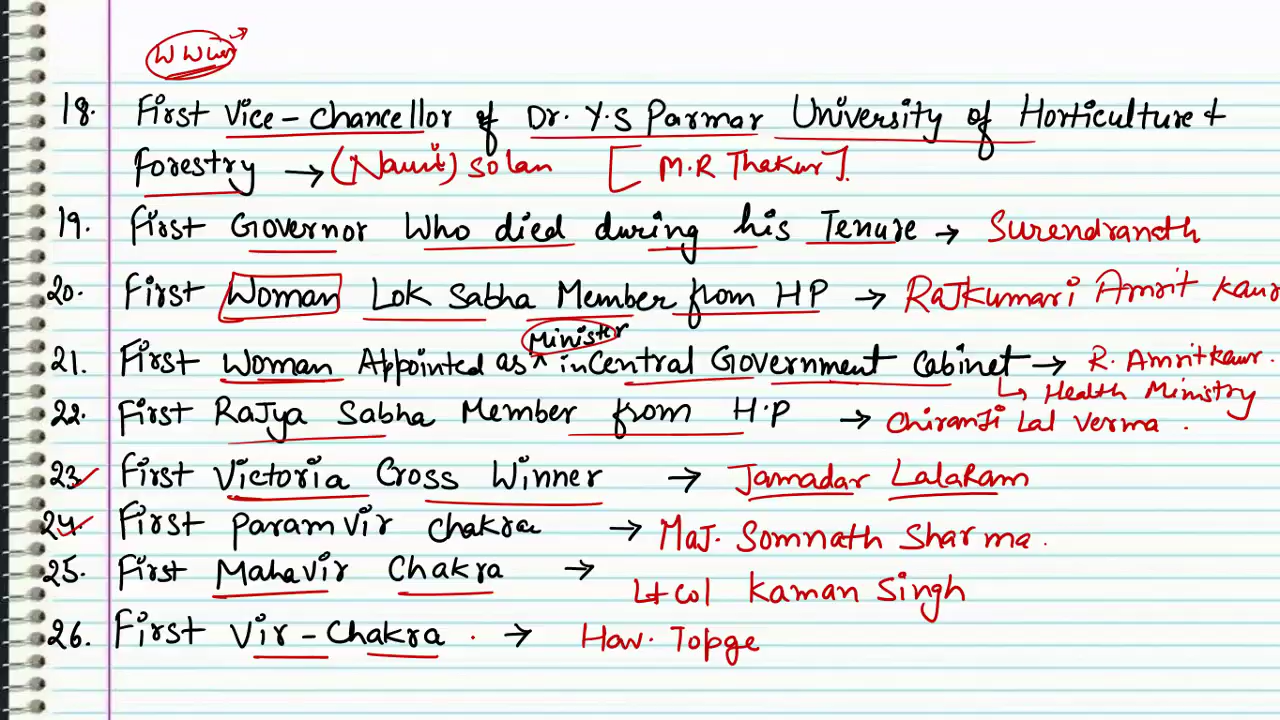 W W
18. First Vice-Chancellor of Dr. Y.S Parmar University of Horticulture +
Forestry → (Nauni) Solan [M.R Thakur].
19. First Governor Who died during his Tenure → Surendranath
20. First Woman Lok Sabha Member from HP → Rajkumari Amrit Kaur
Minister
21. First Woman Appointed as ^ in Central Government Cabinet → R. Amrit Kaur.
↳ Health Ministry
22. First Rajya Sabha Member from H.P → Chiranji Lal Verma.
23. First Victoria Cross Winner → Jamadar Lalaram
24. First Paramvir Chakra → Maj. Somnath Sharma.
25. First Mahavir Chakra → Lt Col Kaman Singh
26. First Vir-Chakra. → Hav. Topge